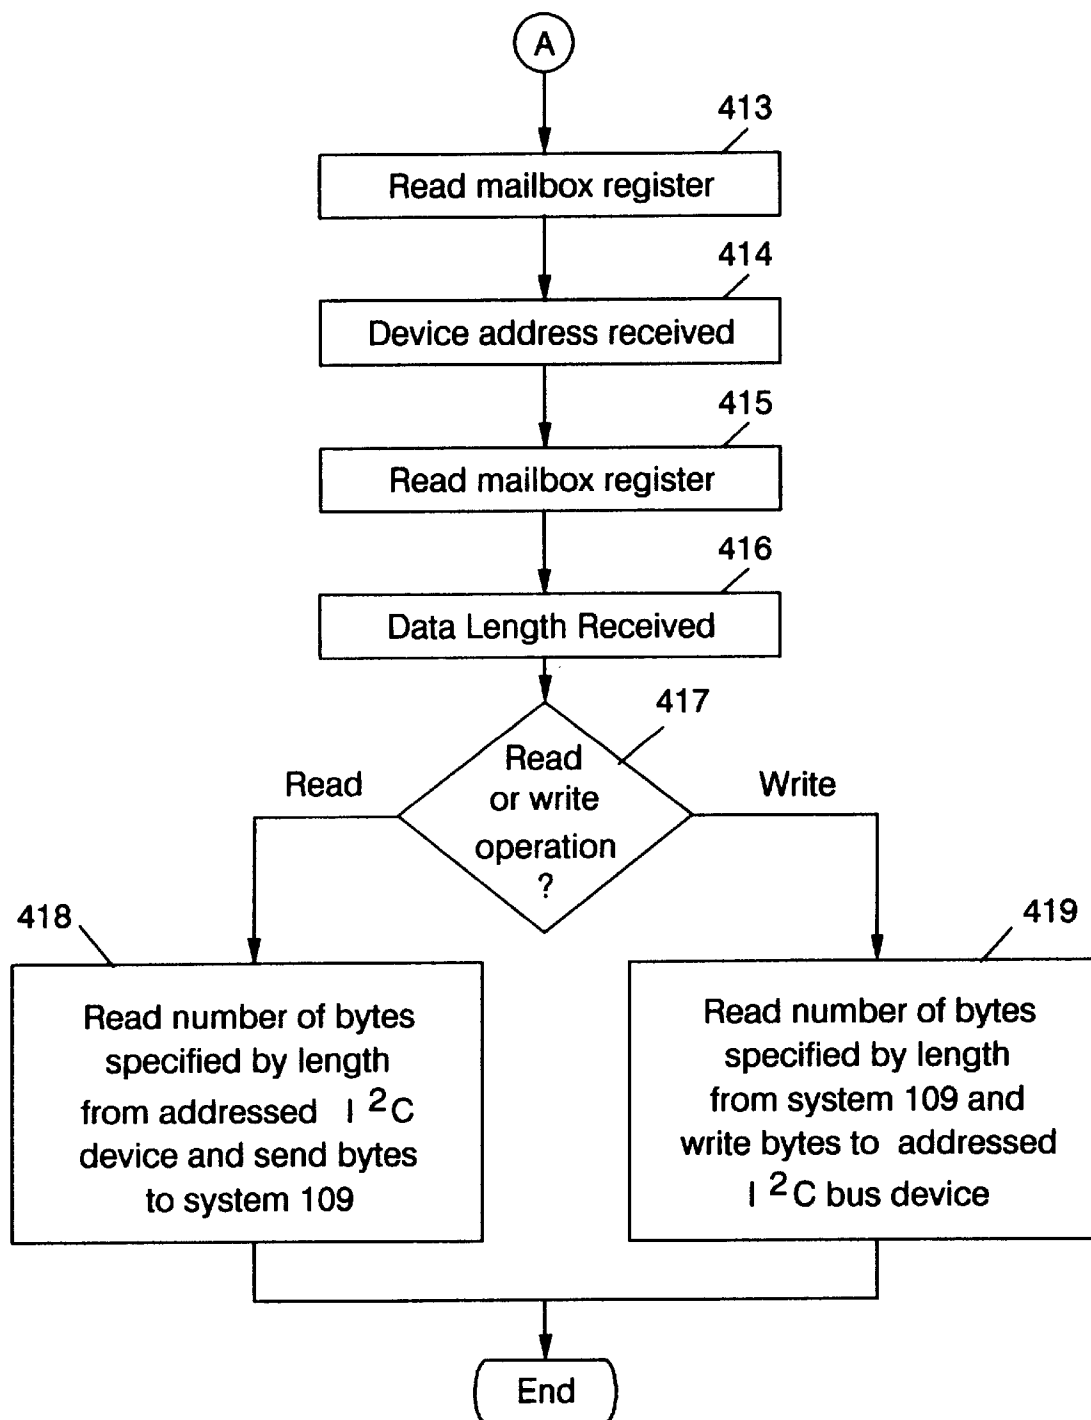 A
413
Read mailbox register
414
Device address received
415
Read mailbox register
416
Data Length Received
417
Read
or write
operation
?
Read
Write
418
Read number of bytes
specified by length
from addressed I ²C
device and send bytes
to system 109
419
Read number of bytes
specified by length
from system 109 and
write bytes to addressed
I ²C bus device
End